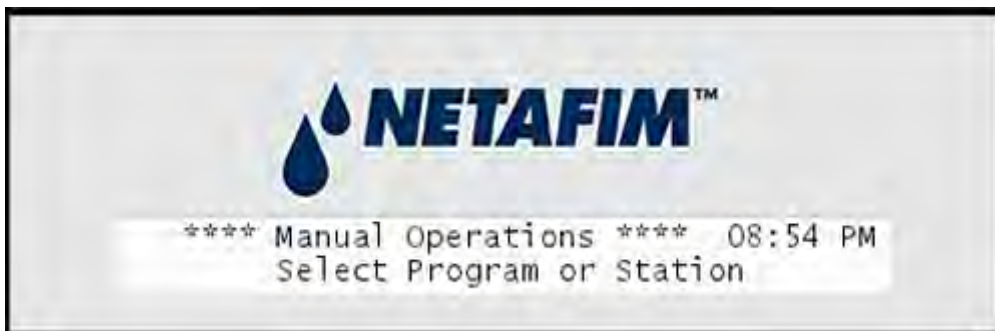 NETAFIM™
**** Manual Operations **** 08:54 PM
Select Program or Station